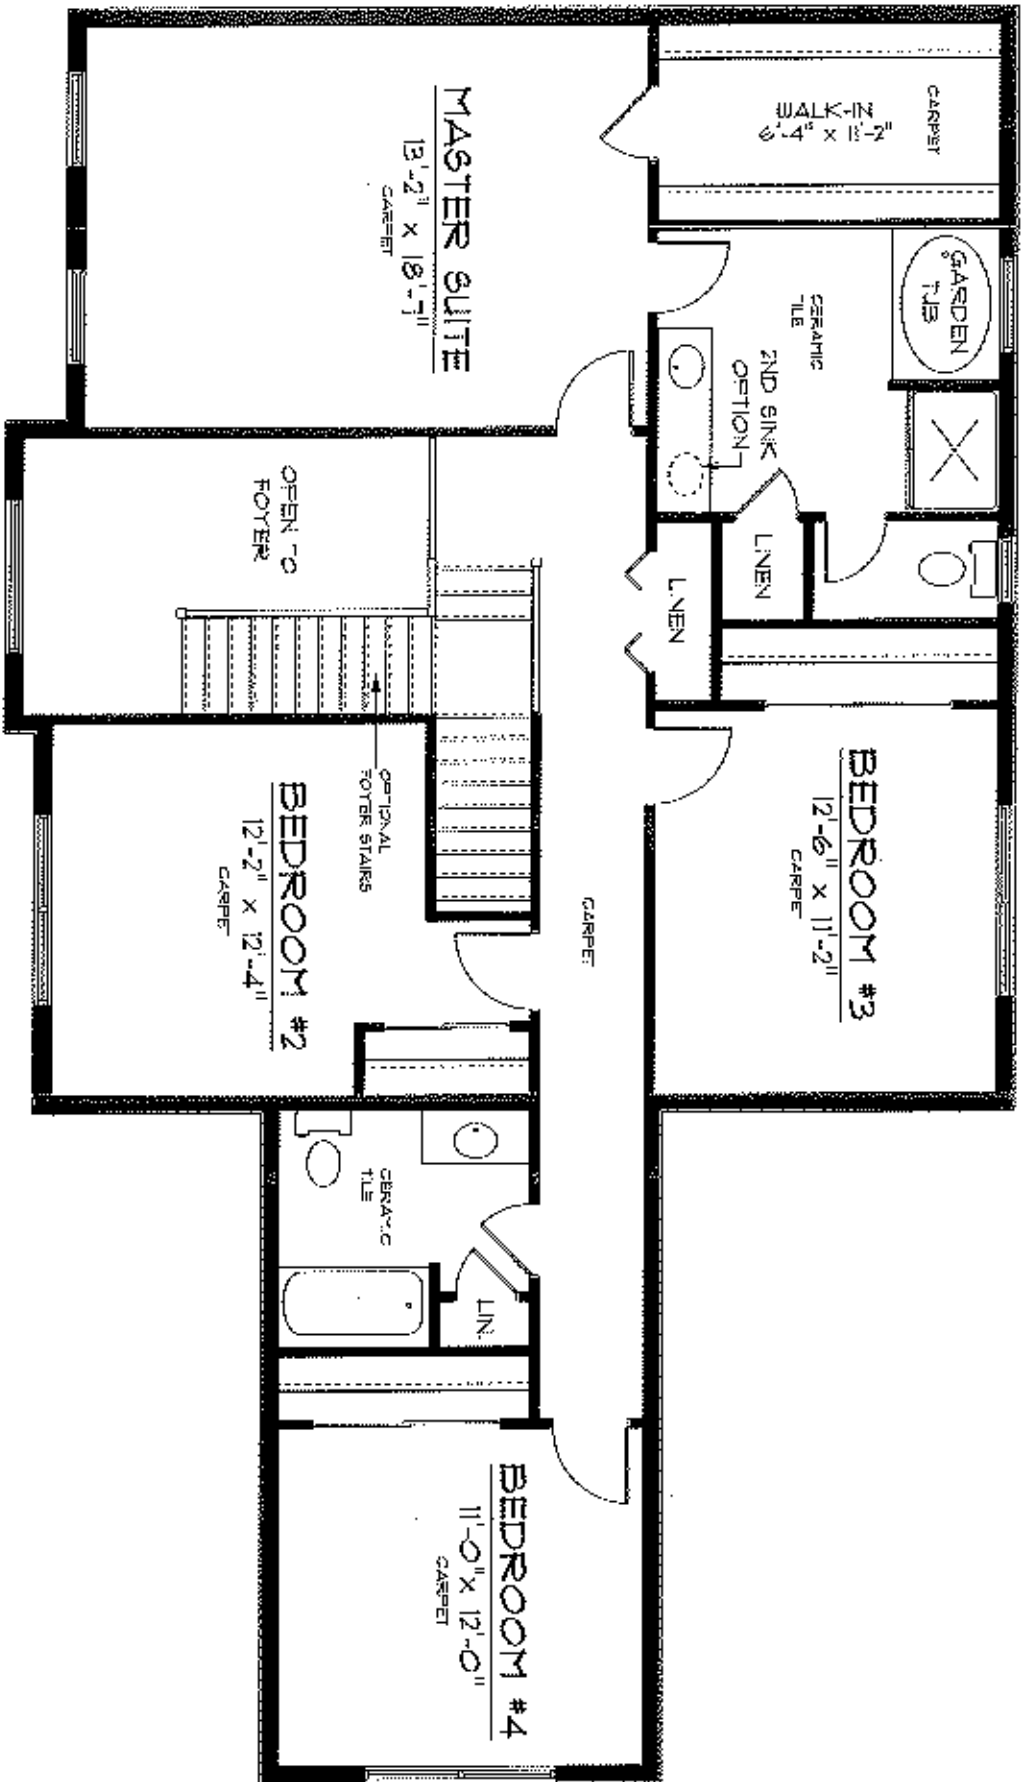 WALK-IN
6'-4" x 11'-2"
CARPET
GARDEN
TUB
CERAMIC
TILE
2ND SINK
OPTION
LINEN
LINEN
MASTER SUITE
13'-2" x 18'-7"
CARPET
OPEN TO
FOYER
OPTIONAL
FOYER STAIRS
BEDROOM #3
12'-6" x 11'-2"
CARPE
CARPET
BEDROOM #2
12'-2" x 12'-4"
CARPE
CERAMIC
TILE
LIN.
BEDROOM #4
11'-0" x 12'-0"
CARPET